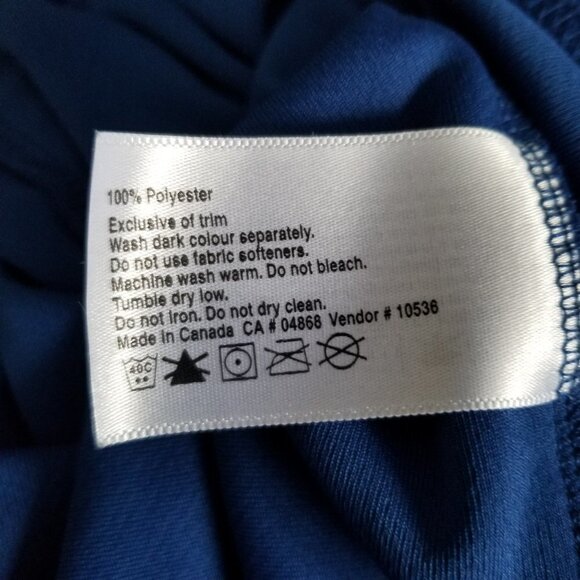 100% Polyester
Exclusive of trim
Wash dark colour separately.
Do not use fabric softeners.
Machine wash warm. Do not bleach.
Tumble dry low.
Do not iron. Do not dry clean.
Made In Canada CA # 04868 Vendor # 10536
40C